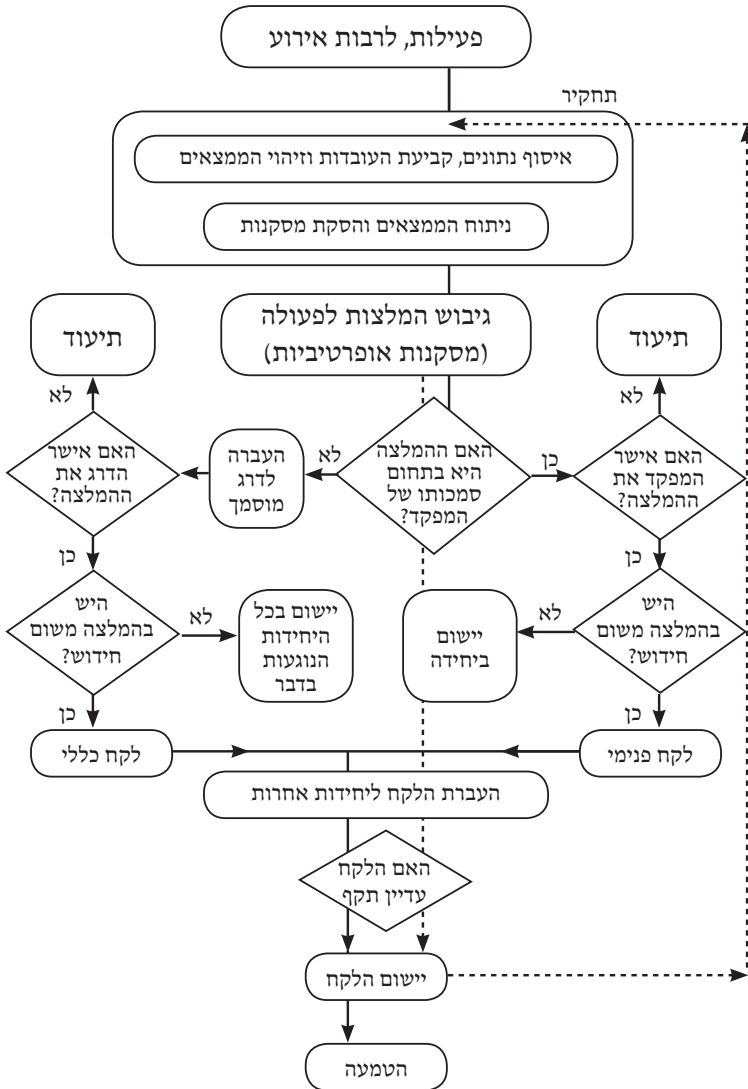 פעילות, לרבות אירוע
תחקיר
איסוף נתונים, קביעת העובדות וזיהוי הממצאים
ניתוח הממצאים והסקת מסקנות
גיבוש המלצות לפעולה
(מסקנות אופרטיביות)
תיעוד
תיעוד
לא
לא
האם אישר
המפקד את
ההמלצה?
כן
האם ההמלצה
היא בתחום
סמכותו של
המפקד?
לא
העברה
לדרג
מוסמך
האם אישר
הדרג את
ההמלצה?
כן
כן
היש
בהמלצה משום
חידוש?
לא
יישום
ביחידה
יישום בכל
היחידות
הנוגעות
בדבר
לא
היש
בהמלצה משום
חידוש?
כן
כן
לקח פנימי
לקח כללי
העברת הלקח ליחידות אחרות
האם הלקח
עדיין תקף
יישום הלקח
הטמעה